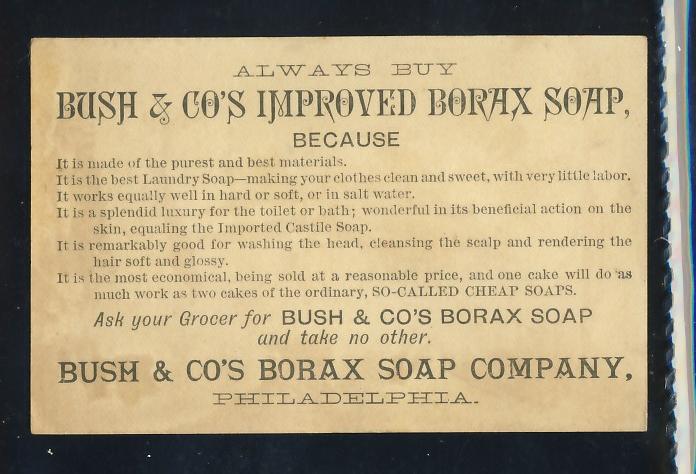 ALWAYS BUY
BUSH & CO'S IMPROVED BORAX SOAP,
BECAUSE
It is made of the purest and best materials.
It is the best Laundry Soap—making your clothes clean and sweet, with very little labor.
It works equally well in hard or soft, or in salt water.
It is a splendid luxury for the toilet or bath; wonderful in its beneficial action on the
skin, equaling the Imported Castile Soap.
It is remarkably good for washing the head, cleansing the scalp and rendering the
hair soft and glossy.
It is the most economical, being sold at a reasonable price, and one cake will do as
much work as two cakes of the ordinary, SO-CALLED CHEAP SOAPS.
Ask your Grocer for BUSH & CO'S BORAX SOAP
and take no other.
BUSH & CO'S BORAX SOAP COMPANY,
PHILADELPHIA.